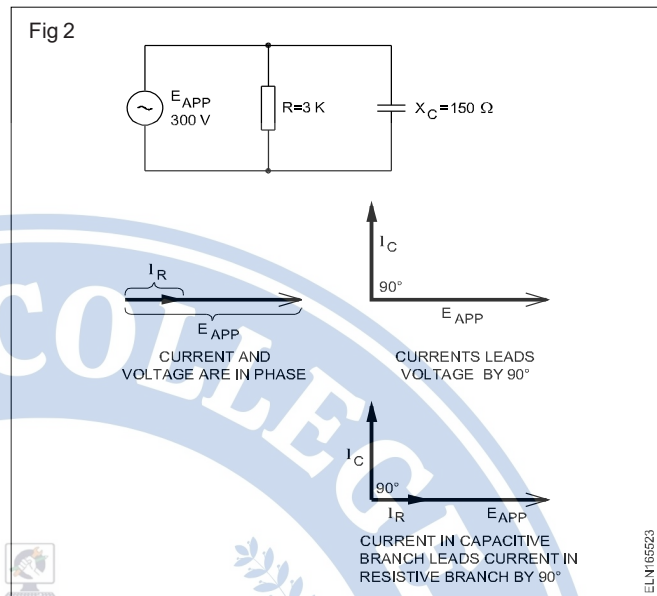 Fig 2
E APP
300 V
R=3 K
X C=150 Ω
I C
90°
E APP
I R
E APP
CURRENT AND
VOLTAGE ARE IN PHASE
CURRENTS LEADS
VOLTAGE BY 90°
I C
90°
I R
E APP
CURRENT IN CAPACITIVE
BRANCH LEADS CURRENT IN
RESISTIVE BRANCH BY 90°
ELN165523
COLLEGE